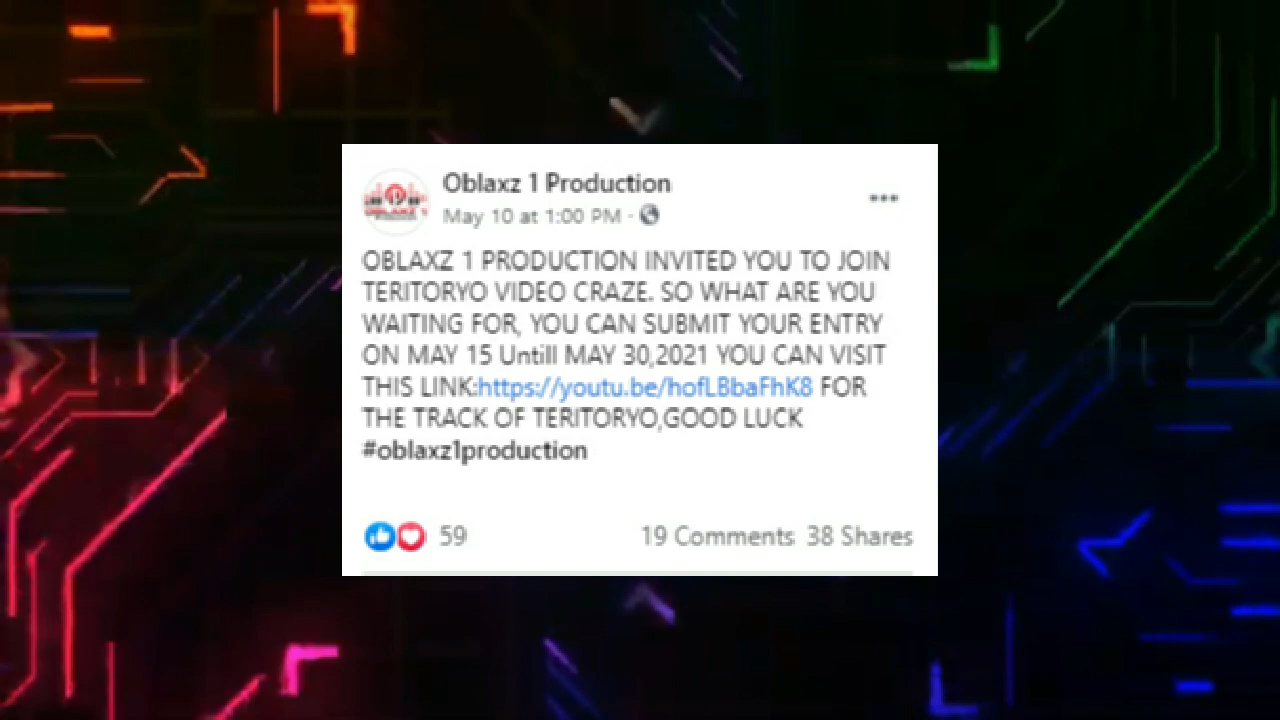 Oblaxz 1 Production
May 10 at 1:00 PM ·
OBLAXZ 1 PRODUCTION INVITED YOU TO JOIN
TERITORYO VIDEO CRAZE. SO WHAT ARE YOU
WAITING FOR, YOU CAN SUBMIT YOUR ENTRY
ON MAY 15 Untill MAY 30,2021 YOU CAN VISIT
THIS LINK:https://youtu.be/hofLBbaFhK8 FOR
THE TRACK OF TERITORYO,GOOD LUCK
#oblaxz1production
59 19 Comments 38 Shares